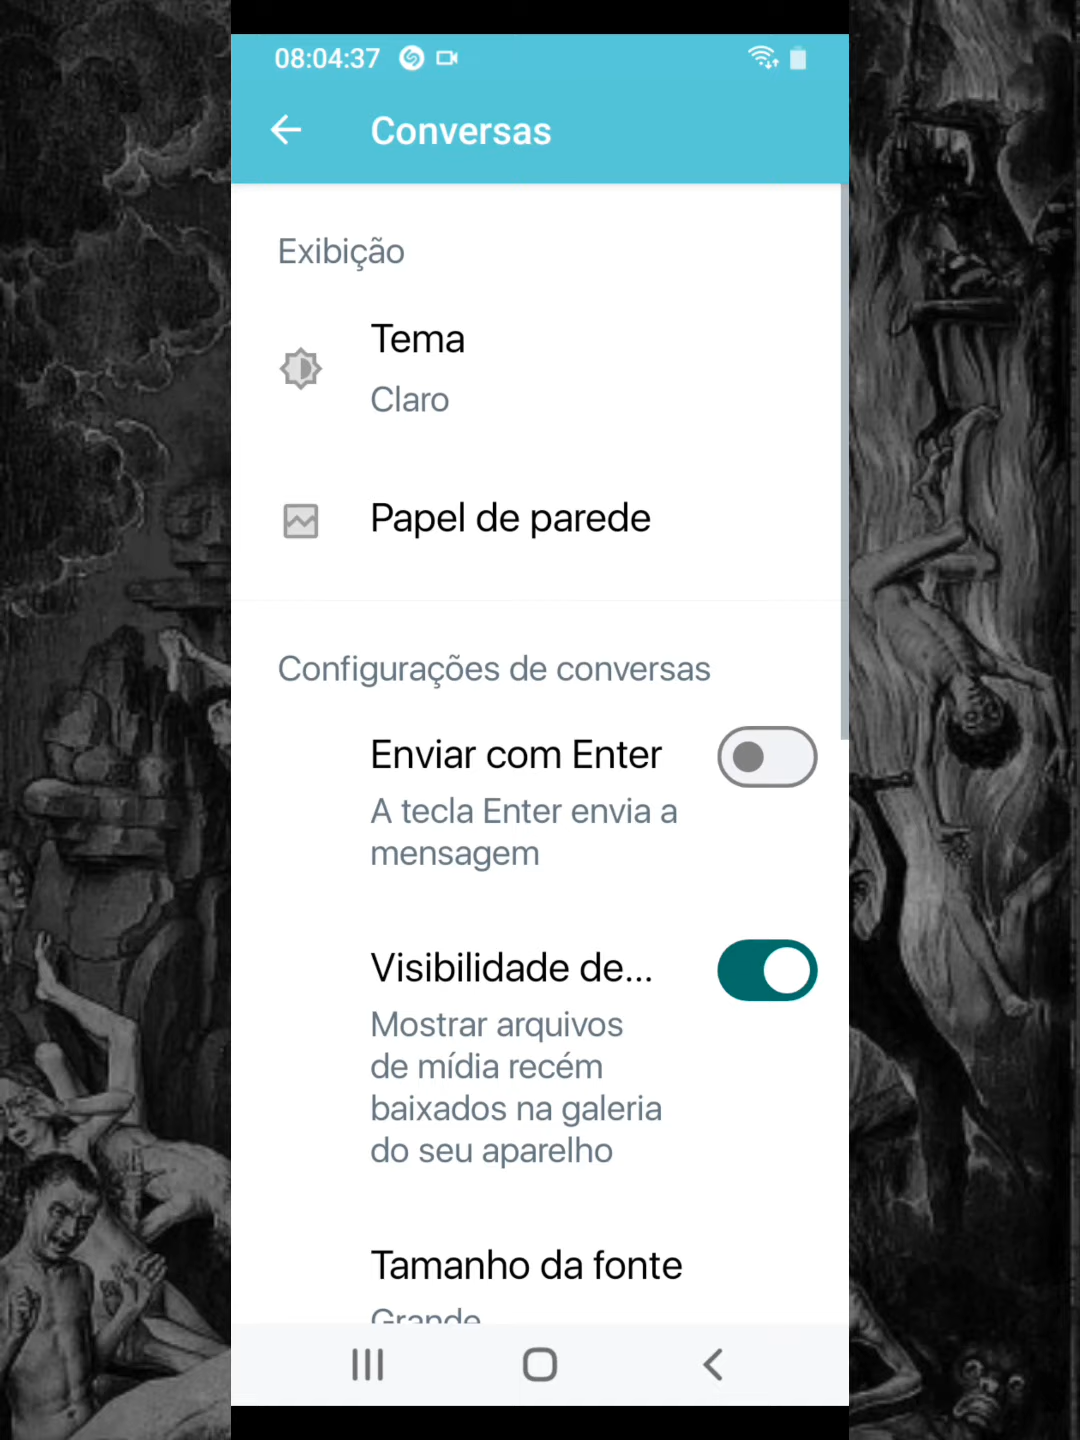 08:04:37
Conversas
Exibição
Tema
Claro
Papel de parede
Configurações de conversas
Enviar com Enter
A tecla Enter envia a
mensagem
Visibilidade de...
Mostrar arquivos
de mídia recém
baixados na galeria
do seu aparelho
Tamanho da fonte
Grande